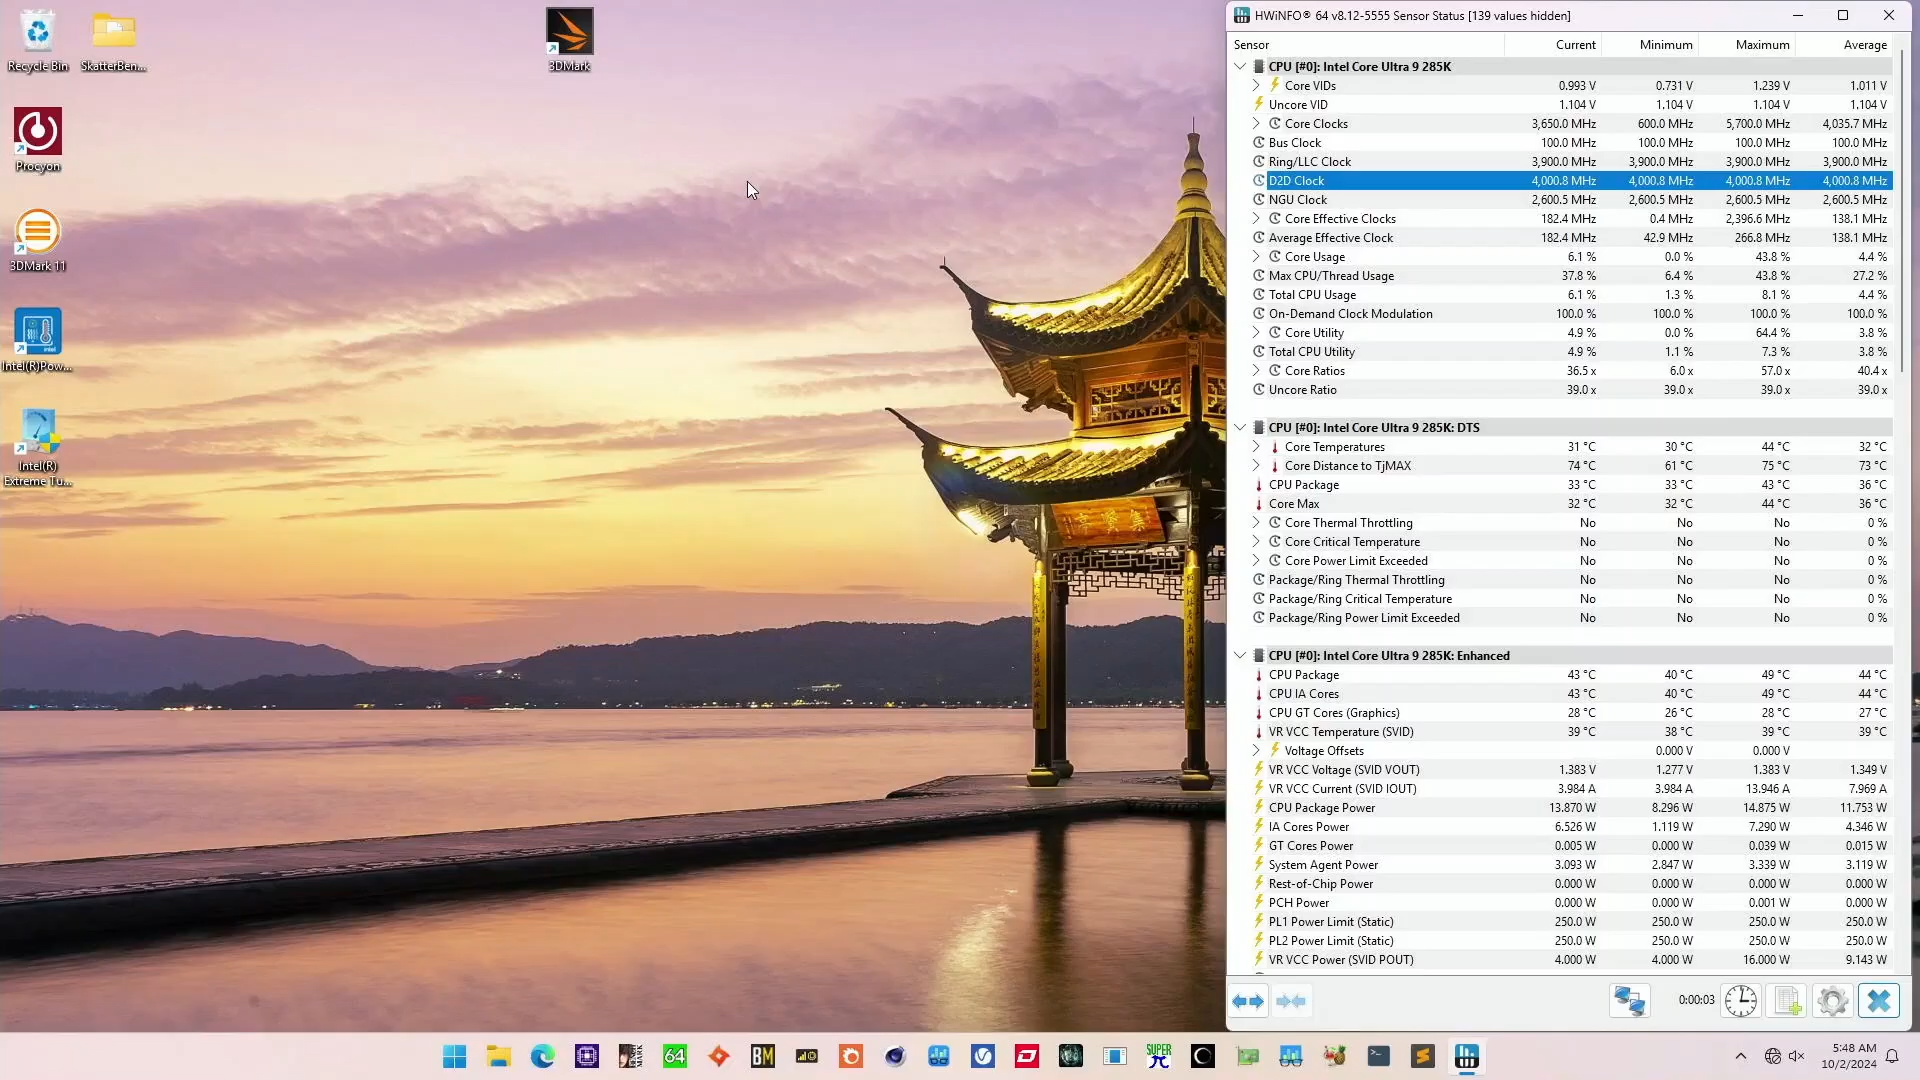 Recycle Bin
SkatterBen...
3DMark
Procyon
3DMark 11
Intel(R)Pow...
Intel(R)
Extreme Tu...
HWiNFO® 64 v8.12-5555 Sensor Status [139 values hidden]
Sensor Current Minimum Maximum Average
CPU [#0]: Intel Core Ultra 9 285K
Core VIDs 0.993 V 0.731 V 1.239 V 1.011 V
Uncore VID 1.104 V 1.104 V 1.104 V 1.104 V
Core Clocks 3,650.0 MHz 600.0 MHz 5,700.0 MHz 4,035.7 MHz
Bus Clock 100.0 MHz 100.0 MHz 100.0 MHz 100.0 MHz
Ring/LLC Clock 3,900.0 MHz 3,900.0 MHz 3,900.0 MHz 3,900.0 MHz
D2D Clock 4,000.8 MHz 4,000.8 MHz 4,000.8 MHz 4,000.8 MHz
NGU Clock 2,600.5 MHz 2,600.5 MHz 2,600.5 MHz 2,600.5 MHz
Core Effective Clocks 182.4 MHz 0.4 MHz 2,396.6 MHz 138.1 MHz
Average Effective Clock 182.4 MHz 42.9 MHz 266.8 MHz 138.1 MHz
Core Usage 6.1 % 0.0 % 43.8 % 4.4 %
Max CPU/Thread Usage 37.8 % 6.4 % 43.8 % 27.2 %
Total CPU Usage 6.1 % 1.3 % 8.1 % 4.4 %
On-Demand Clock Modulation 100.0 % 100.0 % 100.0 % 100.0 %
Core Utility 4.9 % 0.0 % 64.4 % 3.8 %
Total CPU Utility 4.9 % 1.1 % 7.3 % 3.8 %
Core Ratios 36.5 x 6.0 x 57.0 x 40.4 x
Uncore Ratio 39.0 x 39.0 x 39.0 x 39.0 x
CPU [#0]: Intel Core Ultra 9 285K: DTS
Core Temperatures 31 °C 30 °C 44 °C 32 °C
Core Distance to TjMAX 74 °C 61 °C 75 °C 73 °C
CPU Package 33 °C 33 °C 43 °C 36 °C
Core Max 32 °C 32 °C 44 °C 36 °C
Core Thermal Throttling No No No 0 %
Core Critical Temperature No No No 0 %
Core Power Limit Exceeded No No No 0 %
Package/Ring Thermal Throttling No No No 0 %
Package/Ring Critical Temperature No No No 0 %
Package/Ring Power Limit Exceeded No No No 0 %
CPU [#0]: Intel Core Ultra 9 285K: Enhanced
CPU Package 43 °C 40 °C 49 °C 44 °C
CPU IA Cores 43 °C 40 °C 49 °C 44 °C
CPU GT Cores (Graphics) 28 °C 26 °C 28 °C 27 °C
VR VCC Temperature (SVID) 39 °C 38 °C 39 °C 39 °C
Voltage Offsets 0.000 V 0.000 V
VR VCC Voltage (SVID VOUT) 1.383 V 1.277 V 1.383 V 1.349 V
VR VCC Current (SVID IOUT) 3.984 A 3.984 A 13.946 A 7.969 A
CPU Package Power 13.870 W 8.296 W 14.875 W 11.753 W
IA Cores Power 6.526 W 1.119 W 7.290 W 4.346 W
GT Cores Power 0.005 W 0.000 W 0.039 W 0.015 W
System Agent Power 3.093 W 2.847 W 3.339 W 3.119 W
Rest-of-Chip Power 0.000 W 0.000 W 0.000 W 0.000 W
PCH Power 0.000 W 0.000 W 0.001 W 0.000 W
PL1 Power Limit (Static) 250.0 W 250.0 W 250.0 W 250.0 W
PL2 Power Limit (Static) 250.0 W 250.0 W 250.0 W 250.0 W
VR VCC Power (SVID POUT) 4.000 W 4.000 W 16.000 W 9.143 W
0:00:03
64
BM
SUPER
π
5:48 AM
10/2/2024